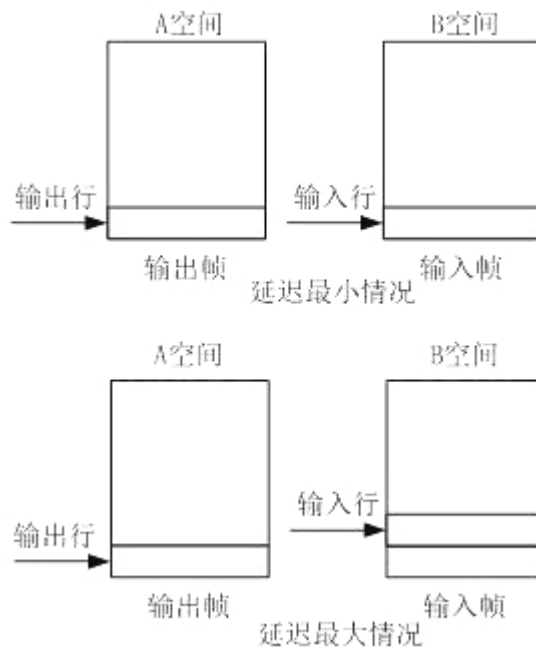 A空间 B空间
输出行 输入行
输出帧 输入帧
延迟最小情况
A空间 B空间
输入行
输出行
输出帧 输入帧
延迟最大情况